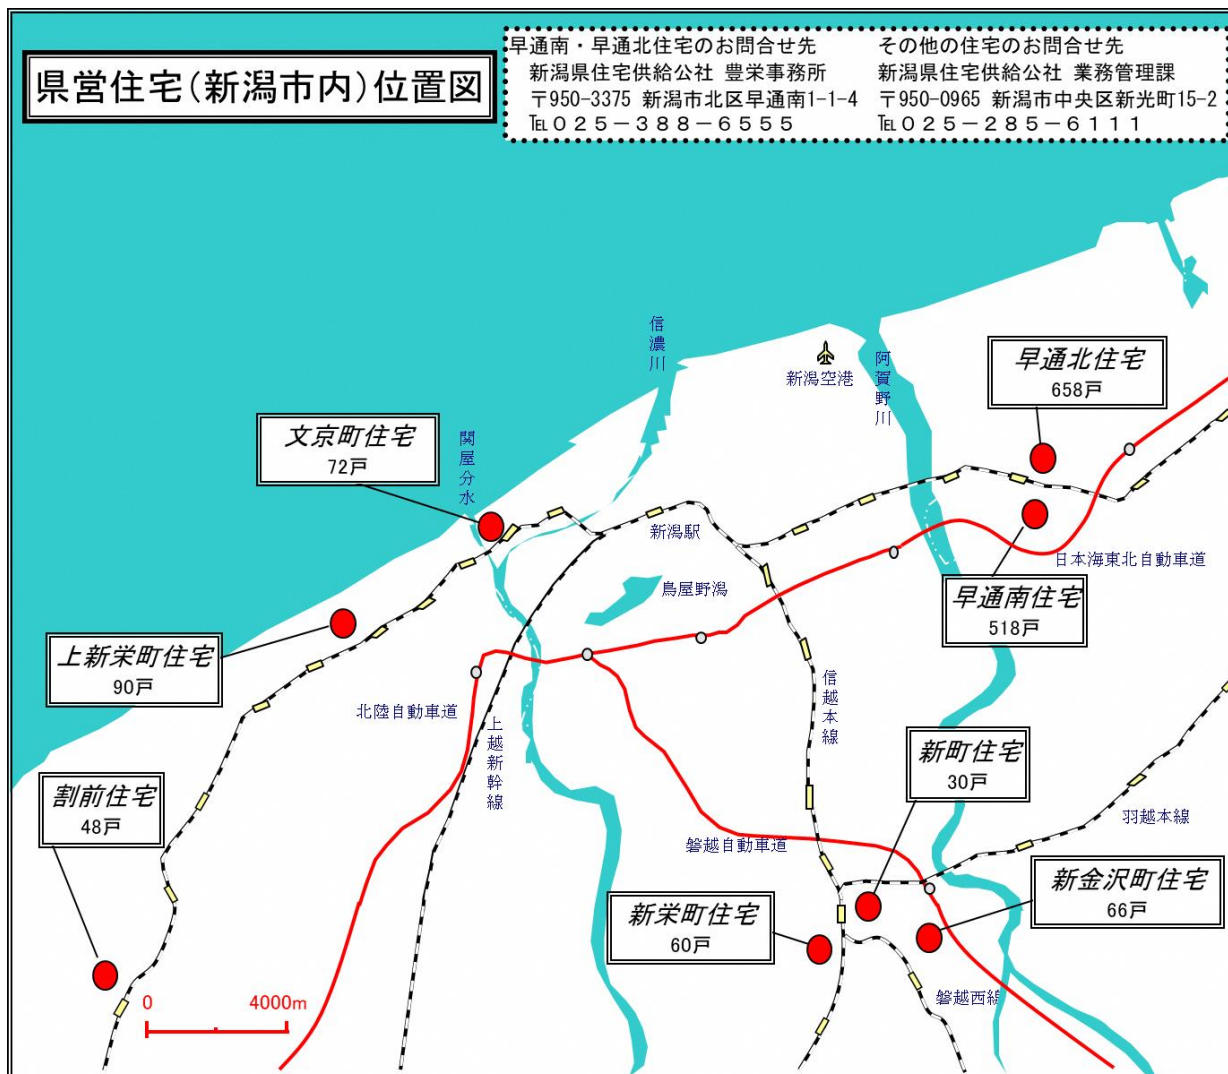 県営住宅(新潟市内)位置図
早通南・早通北住宅のお問合せ先
新潟県住宅供給公社 豊栄事務所
〒950-3375 新潟市北区早通南1-1-4
℡025-388-6555
その他の住宅のお問合せ先
新潟県住宅供給公社 業務管理課
〒950-0965 新潟市中央区新光町15-2
℡025-285-6111
信濃川
新潟空港
阿賀野川
早通北住宅
658戸
文京町住宅
72戸
関屋分水
新潟駅
鳥屋野潟
日本海東北自動車道
早通南住宅
518戸
上新栄町住宅
90戸
北陸自動車道
上越新幹線
信越本線
新町住宅
30戸
割前住宅
48戸
磐越自動車道
羽越本線
新金沢町住宅
66戸
新栄町住宅
60戸
磐越西線
0
4000m